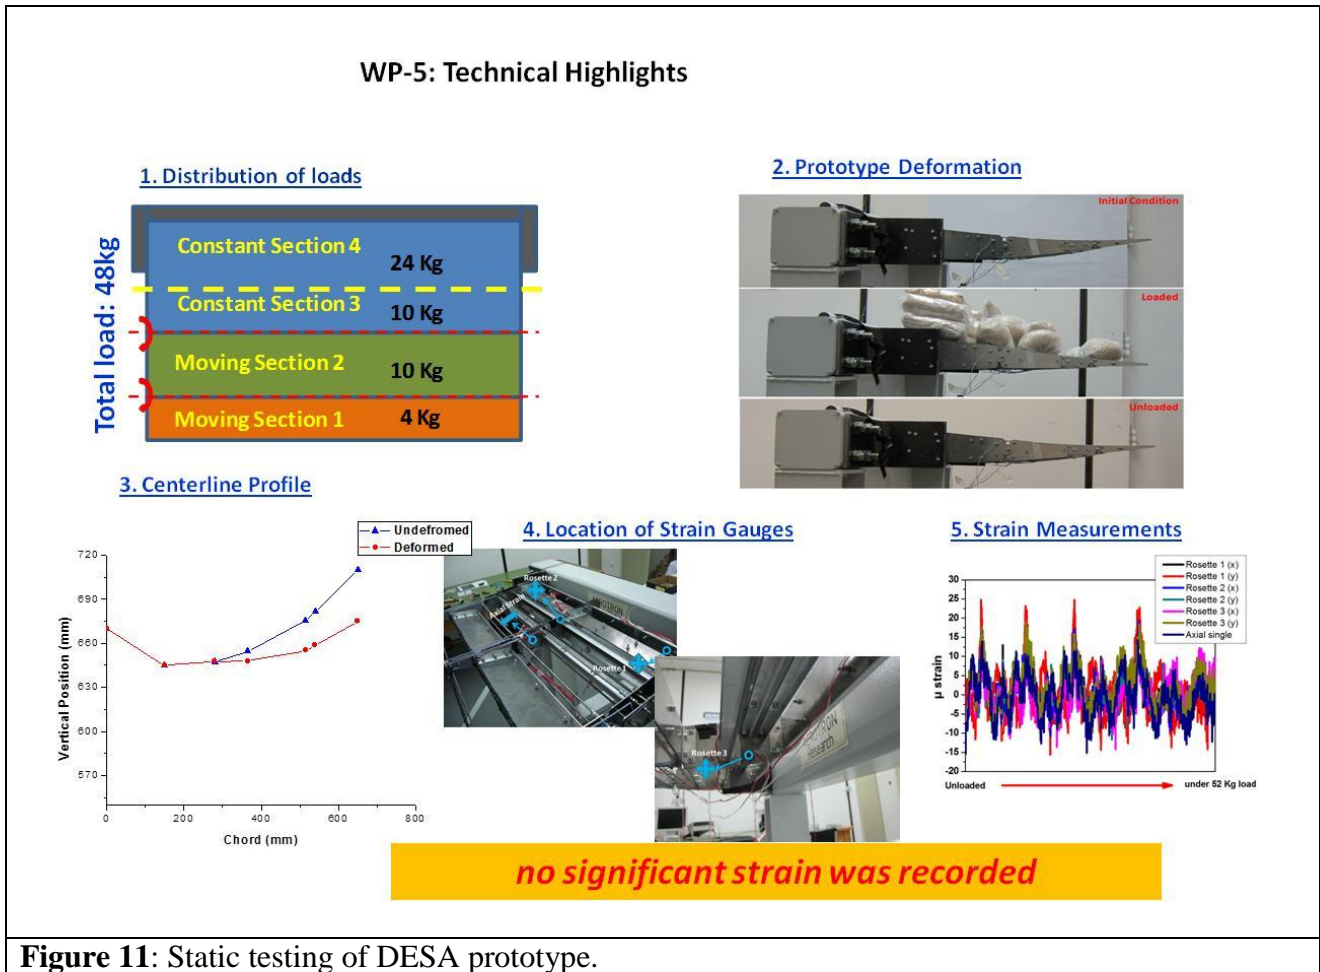 WP-5: Technical Highlights
1. Distribution of loads
Total load: 48kg
Constant Section 4
24 Kg
Constant Section 3
10 Kg
Moving Section 2
10 Kg
Moving Section 1
4 Kg
2. Prototype Deformation
Initial Condition
Loaded
Unloaded
3. Centerline Profile
Undefromed
Deformed
Vertical Position (mm)
720
690
660
630
600
570
0 200 400 600 800
Chord (mm)
4. Location of Strain Gauges
Rosette 2
Axial Strain
Rosette 1
Rosette 3
Research
5. Strain Measurements
Rosette 1 (x)
Rosette 1 (y)
Rosette 2 (x)
Rosette 2 (y)
Rosette 3 (x)
Rosette 3 (y)
Axial single
μ strain
30
25
20
15
10
5
0
-5
-10
-15
-20
Unloaded
under 52 Kg load
no significant strain was recorded
Figure 11: Static testing of DESA prototype.